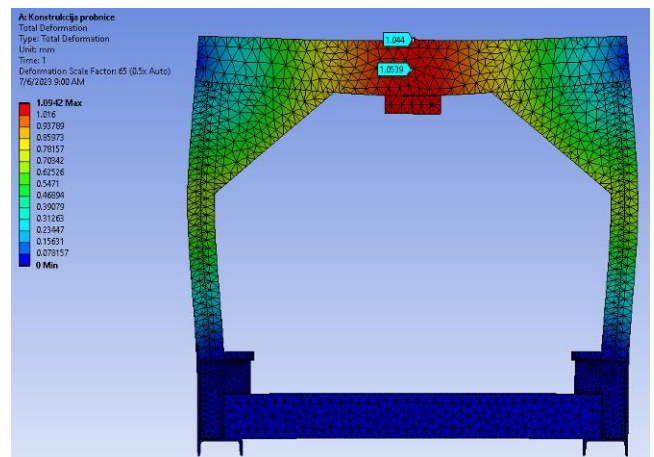 A: Konstrukcija probnice
Total Deformation
Type: Total Deformation
Unit: mm
Time: 1
Deformation Scale Factor: 65 (0.5x Auto)
7/6/2023 9:00 AM
1.0942 Max
1.016
0.93789
0.85973
0.78157
0.70342
0.62526
0.5471
0.46894
0.39079
0.31263
0.23447
0.15631
0.078157
0 Min
1.044
1.0539